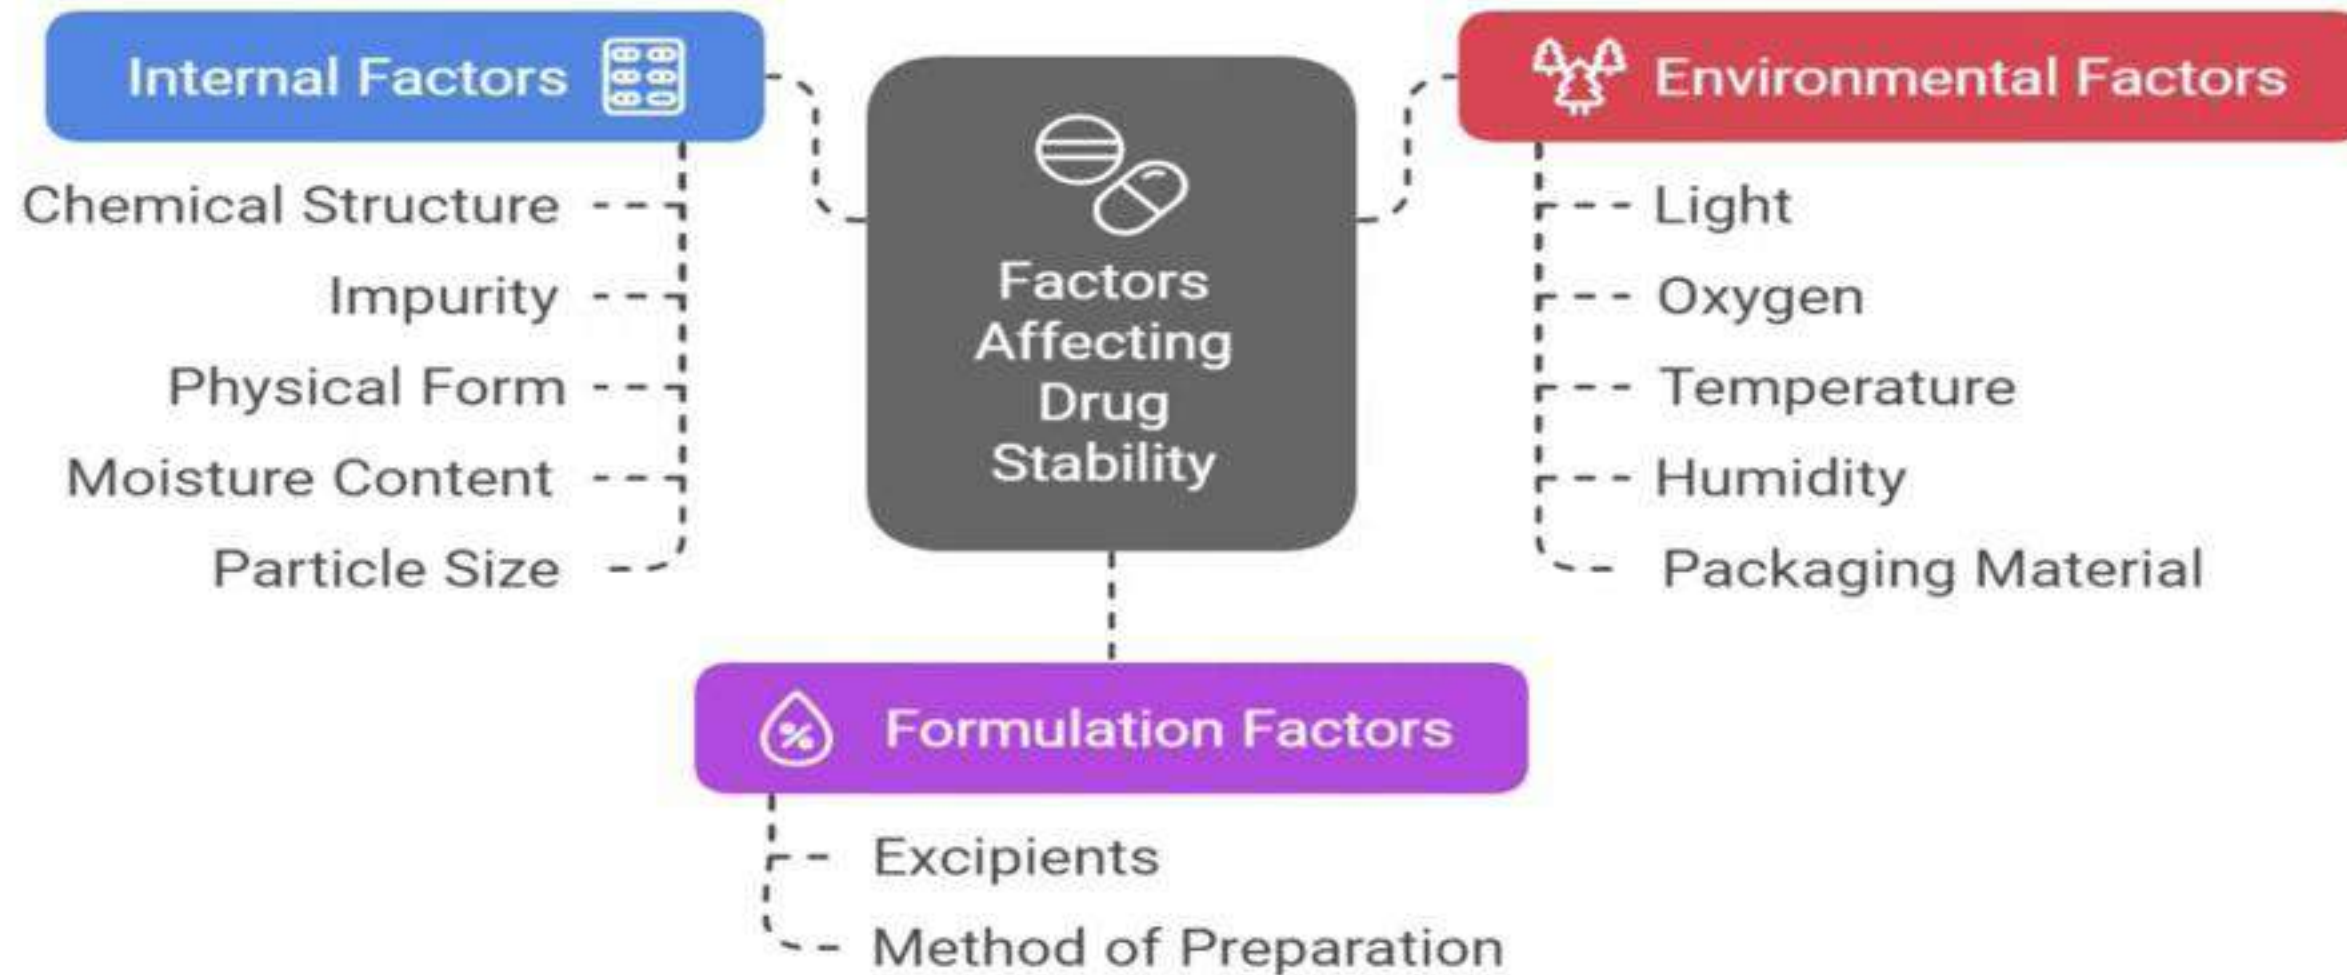 Internal Factors
Chemical Structure
Impurity
Physical Form
Moisture Content
Particle Size
Factors
Affecting
Drug
Stability
Environmental Factors
Light
Oxygen
Temperature
Humidity
Packaging Material
%
Formulation Factors
Excipients
Method of Preparation